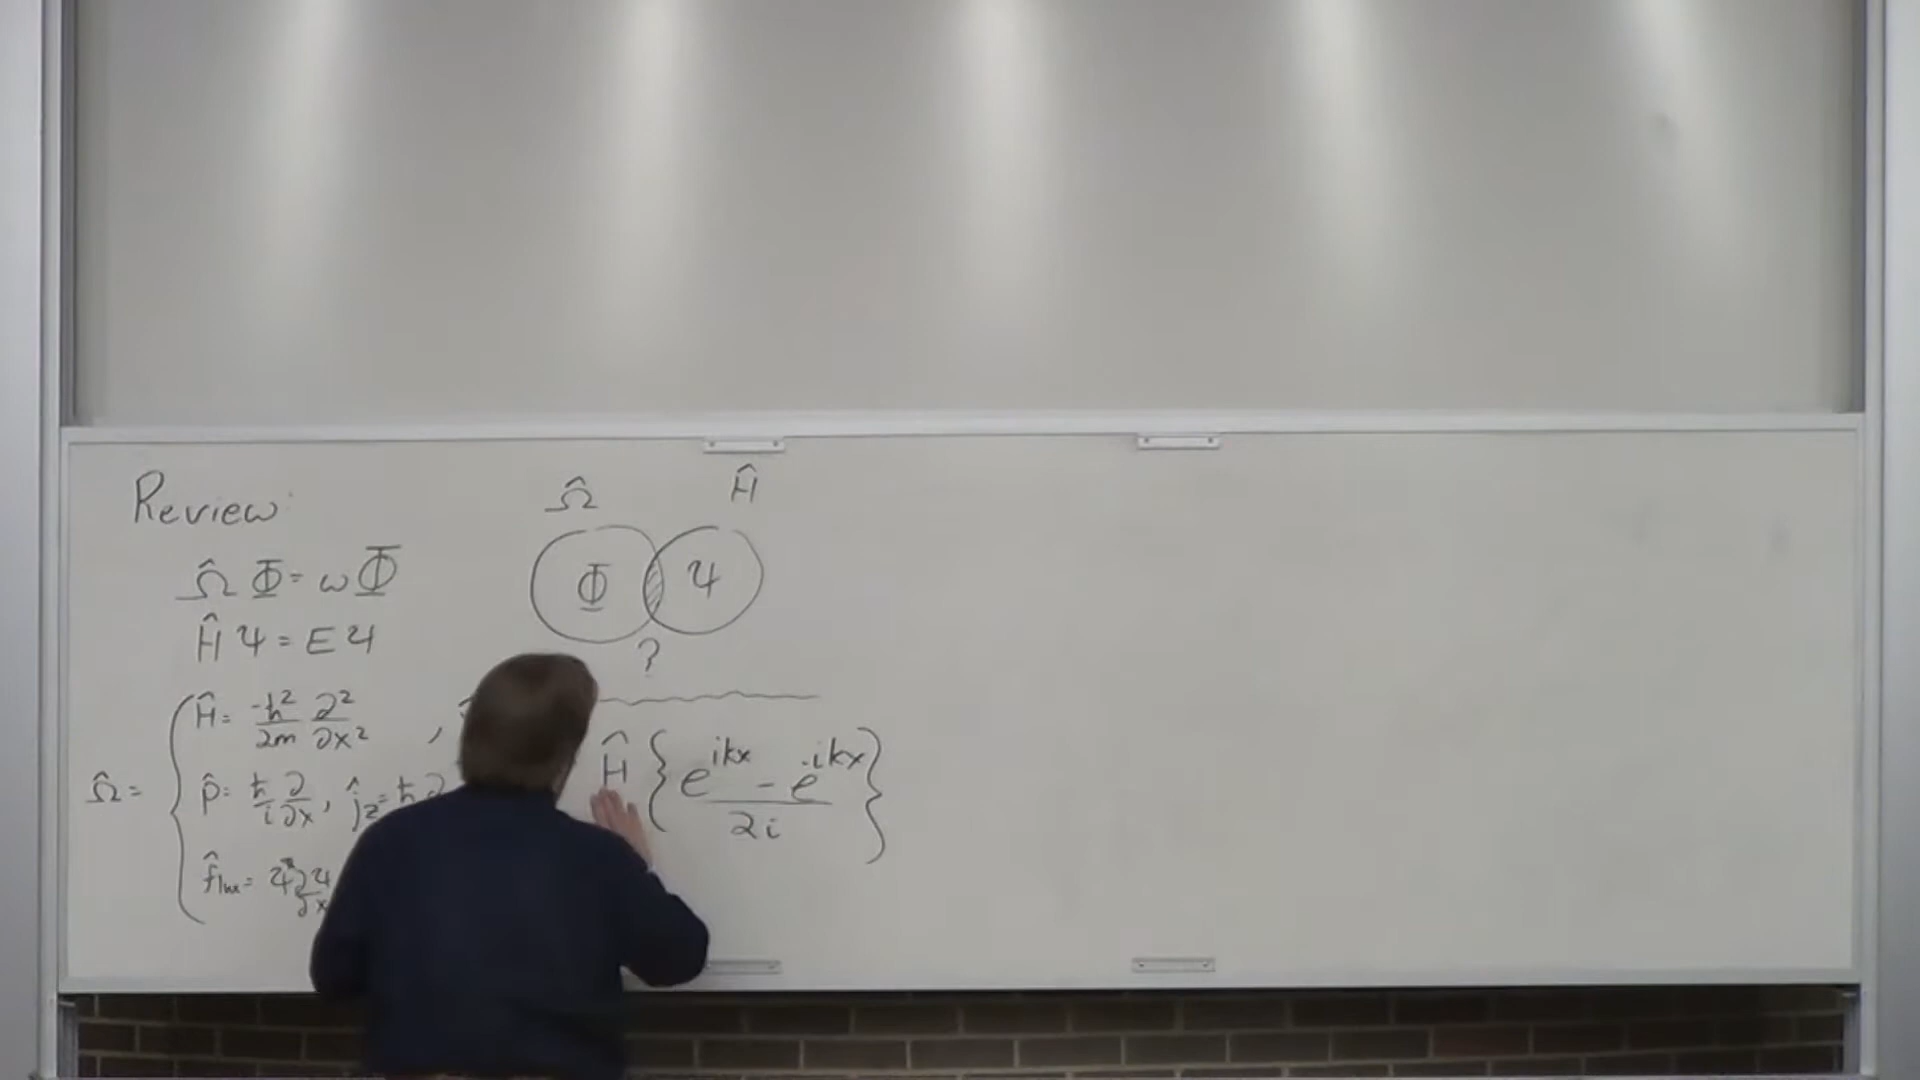 Review
Ω̂ Φ = ω Φ
Ĥ Ψ = E Ψ
Ω̂ =
Ĥ = -ħ²/2m ∂²/∂x² ,
p̂ = ħ/i ∂/∂x , ĵz = ħ ∂
f̂lux = Ψ* ∂Ψ/∂x
Ω̂ Ĥ
Φ Ψ
?
Ĥ { (e^ikx - e^-ikx) / 2i }